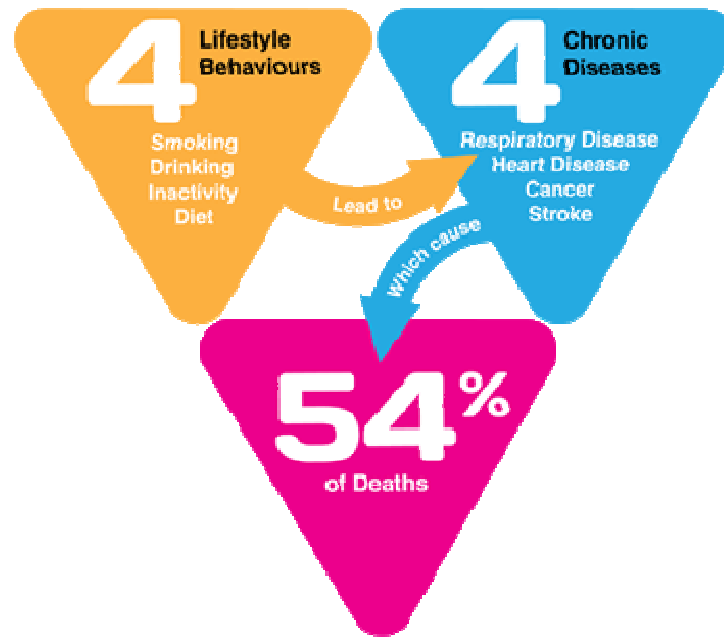 4 Lifestyle
Behaviours
Smoking
Drinking
Inactivity
Diet
Lead to
4 Chronic
Diseases
Respiratory Disease
Heart Disease
Cancer
Stroke
Which cause
54%
of Deaths